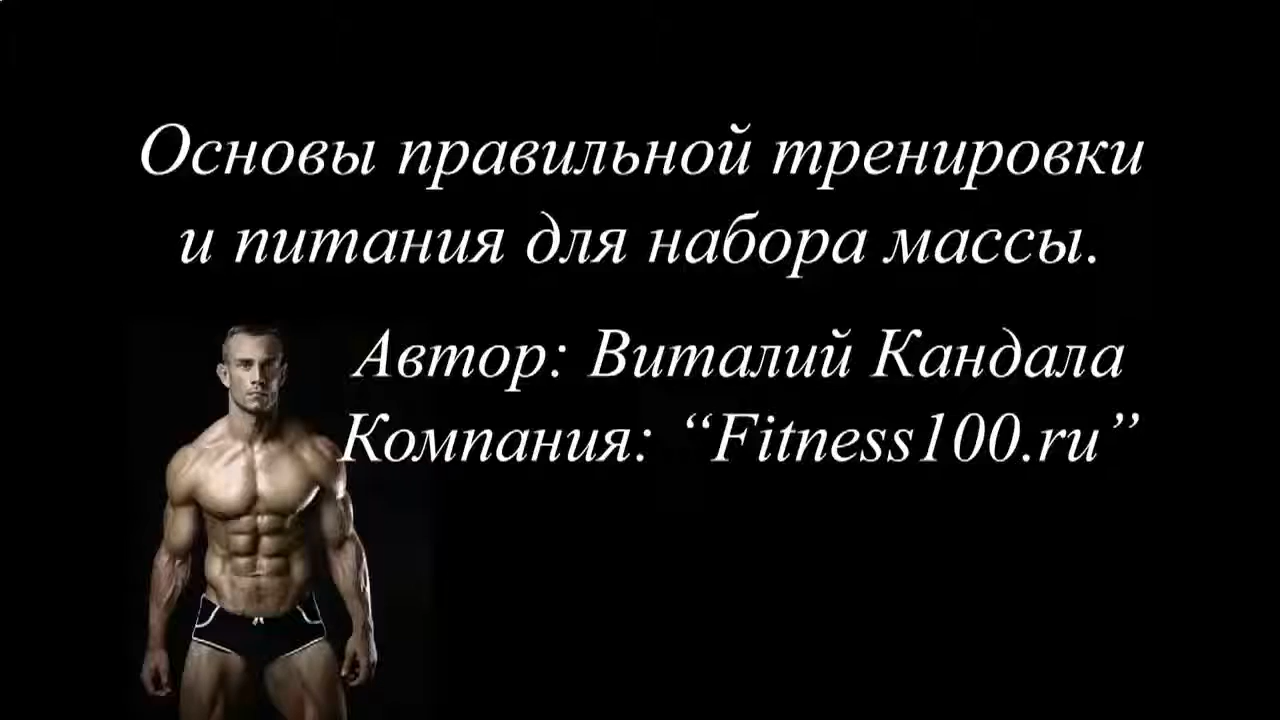 Основы правильной тренировки
и питания для набора массы.
Автор: Виталий Кандала
Компания: “Fitness100.ru”